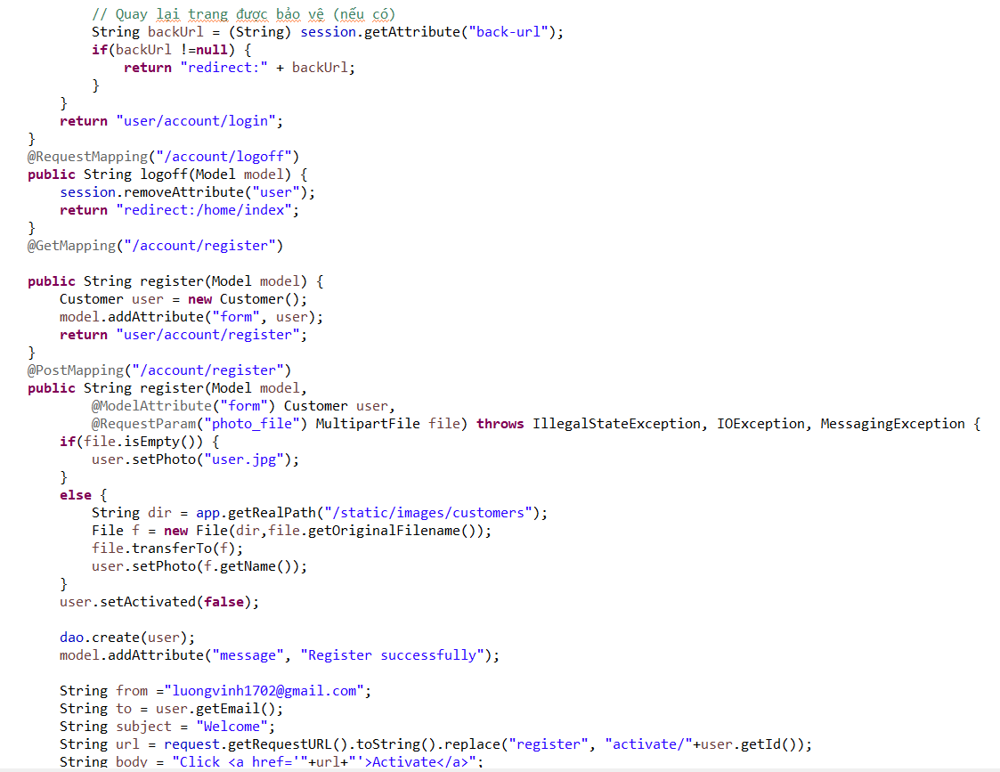 // Quay lại trang được bảo vệ (nếu có)
String backUrl = (String) session.getAttribute("back-url");
if(backUrl !=null) {
return "redirect:" + backUrl;
}
}
return "user/account/login";
}
@RequestMapping("/account/logoff")
public String logoff(Model model) {
session.removeAttribute("user");
return "redirect:/home/index";
}
@GetMapping("/account/register")
public String register(Model model) {
Customer user = new Customer();
model.addAttribute("form", user);
return "user/account/register";
}
@PostMapping("/account/register")
public String register(Model model,
@ModelAttribute("form") Customer user,
@RequestParam("photo_file") MultipartFile file) throws IllegalStateException, IOException, MessagingException {
if(file.isEmpty()) {
user.setPhoto("user.jpg");
}
else {
String dir = app.getRealPath("/static/images/customers");
File f = new File(dir,file.getOriginalFilename());
file.transferTo(f);
user.setPhoto(f.getName());
}
user.setActivated(false);
dao.create(user);
model.addAttribute("message", "Register successfully");
String from ="luongvinh1702@gmail.com";
String to = user.getEmail();
String subject = "Welcome";
String url = request.getRequestURL().toString().replace("register", "activate/"+user.getId());
String body = "Click <a href='"+url+"'>Activate</a>";